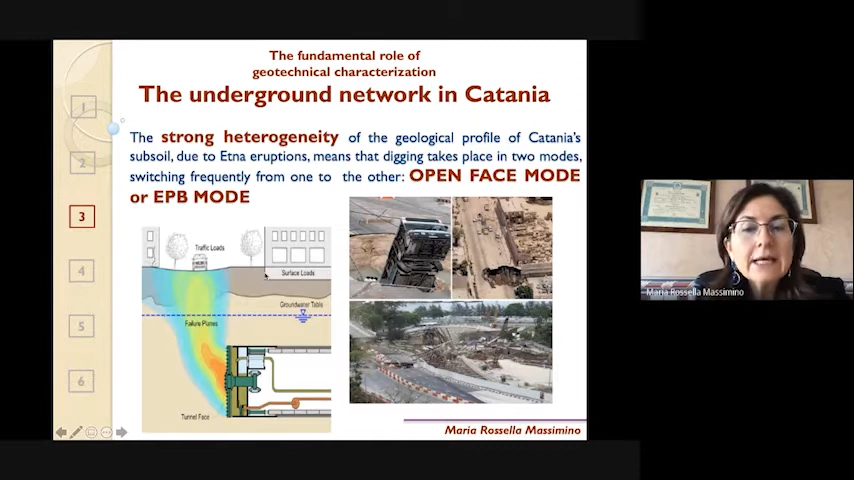 The fundamental role of
geotechnical characterization
The underground network in Catania
The strong heterogeneity of the geological profile of Catania's
subsoil, due to Etna eruptions, means that digging takes place in two modes,
switching frequently from one to the other: OPEN FACE MODE
or EPB MODE
1
2
3
4
5
6
Traffic Loads
Surface Loads
Groundwater Table
Failure Planes
Tunnel Face
Maria Rossella Massimino
Maria Rossella Massimino